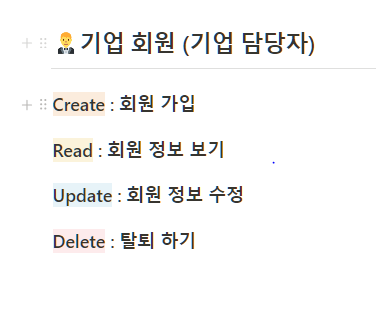 기업 회원 (기업 담당자)
Create : 회원 가입
Read : 회원 정보 보기
Update : 회원 정보 수정
Delete : 탈퇴 하기